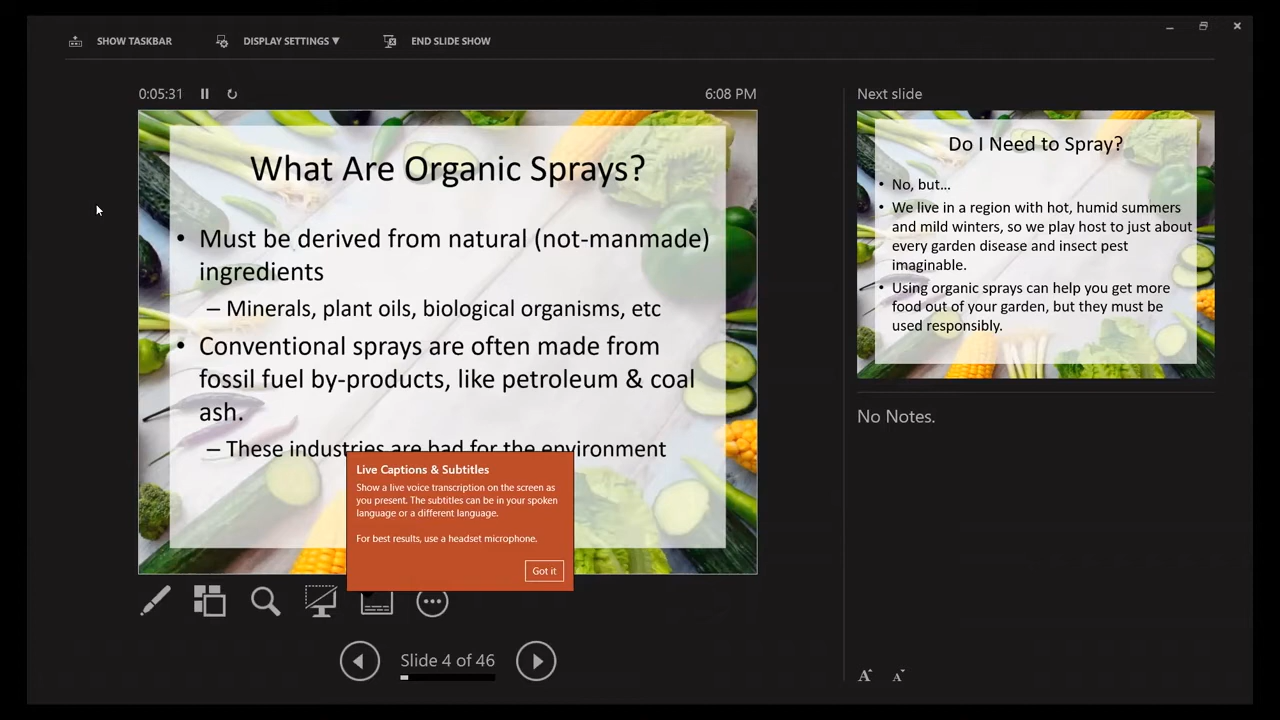 SHOW TASKBAR
DISPLAY SETTINGS ▼
END SLIDE SHOW
0:05:31
6:08 PM
What Are Organic Sprays?
• Must be derived from natural (not-manmade)
ingredients
– Minerals, plant oils, biological organisms, etc
• Conventional sprays are often made from
fossil fuel by-products, like petroleum & coal
ash.
– These industries are bad for the environment
Live Captions & Subtitles
Show a live voice transcription on the screen as
you present. The subtitles can be in your spoken
language or a different language.
For best results, use a headset microphone.
Got it
Slide 4 of 46
Next slide
Do I Need to Spray?
• No, but...
• We live in a region with hot, humid summers
and mild winters, so we play host to just about
every garden disease and insect pest
imaginable.
• Using organic sprays can help you get more
food out of your garden, but they must be
used responsibly.
No Notes.
A A